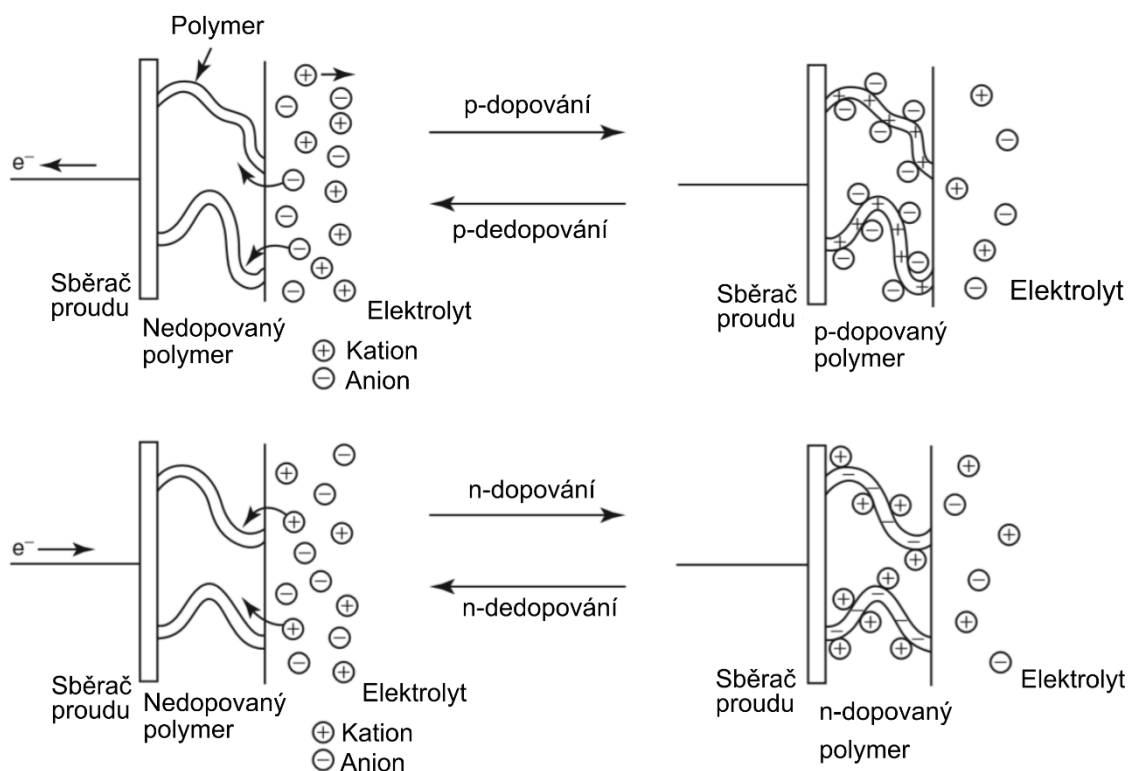 Polymer
e⁻
p-dopování
p-dedopování
Sběrač
proudu
Nedopovaný
polymer
Elektrolyt
⊕ Kation
⊖ Anion
Sběrač
proudu
p-dopovaný
polymer
Elektrolyt
e⁻
n-dopování
n-dedopování
Sběrač
proudu
Nedopovaný
polymer
Elektrolyt
⊕ Kation
⊖ Anion
Sběrač
proudu
n-dopovaný
polymer
Elektrolyt